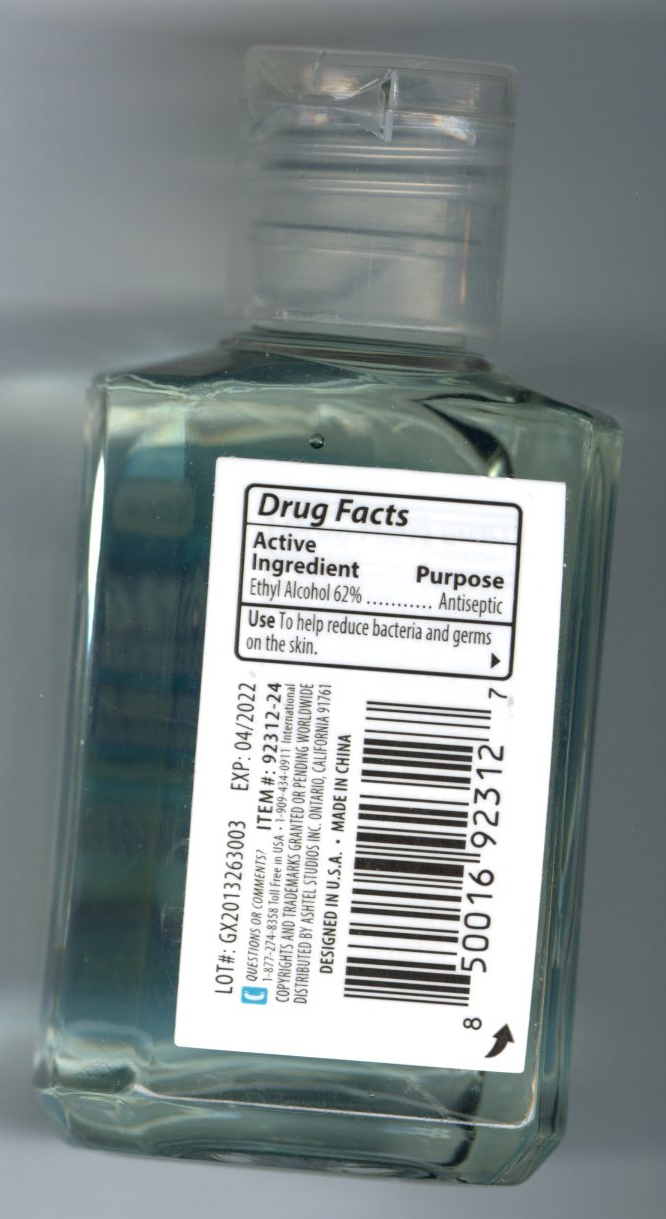 Drug Facts
Active
Ingredient Purpose
Ethyl Alcohol 62% ........... Antiseptic
Use To help reduce bacteria and germs
on the skin.
LOT#: GX2013263003 EXP: 04/2022
QUESTIONS OR COMMENTS? ITEM#: 92312-24
1-877-274-8358 Toll Free in USA • 1-909-434-0911 International
COPYRIGHTS AND TRADEMARKS GRANTED OR PENDING WORLDWIDE
DISTRIBUTED BY ASHTEL STUDIOS INC. ONTARIO, CALIFORNIA 91761
DESIGNED IN U.S.A. • MADE IN CHINA
8 50016 92312 7